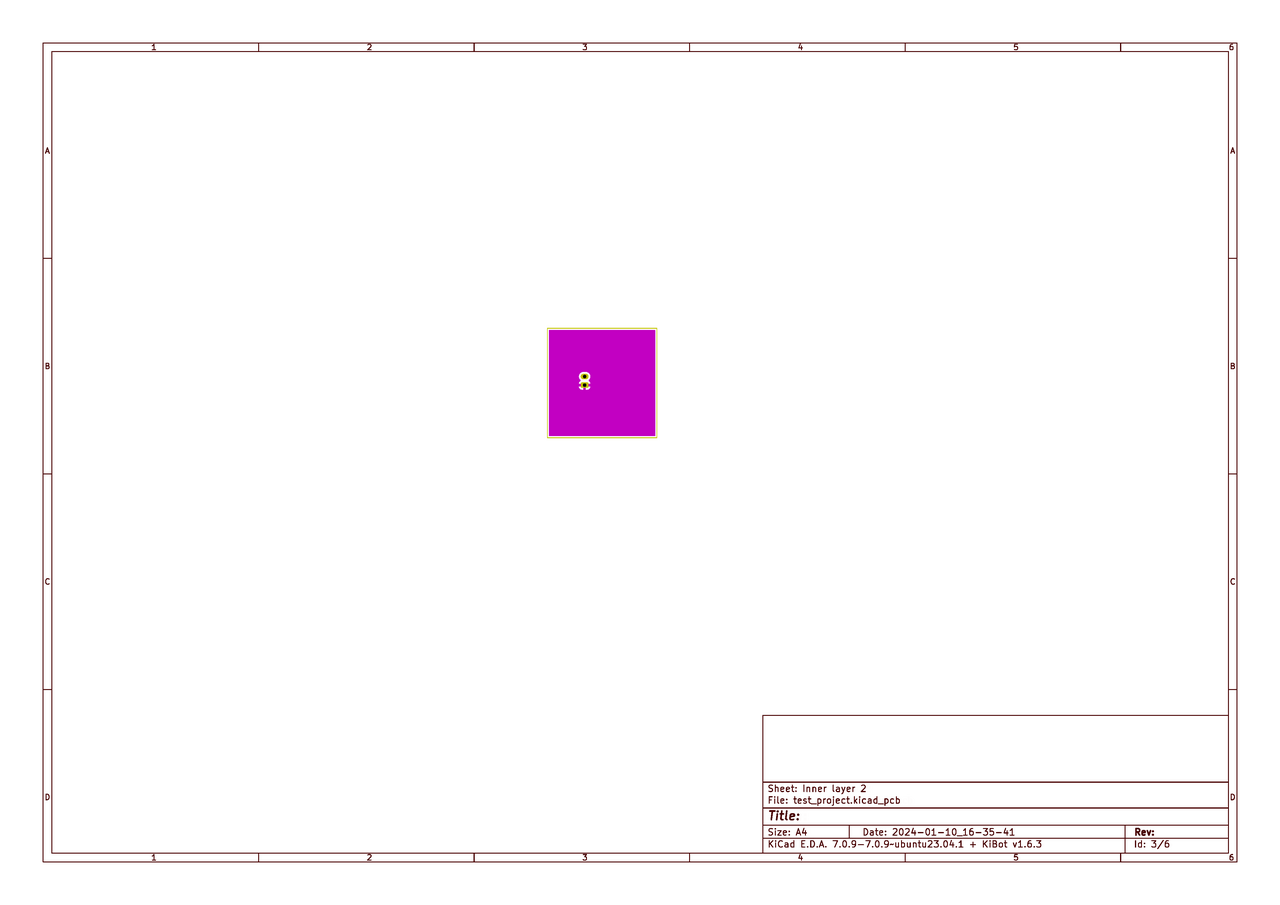 1 2 3 4 5 6
A A
B B
C C
Sheet: Inner layer 2
D D
File: test_project.kicad_pcb
Title:
Size: A4 Date: 2024-01-10_16-35-41 Rev:
KiCad E.D.A. 7.0.9-7.0.9~ubuntu23.04.1 + KiBot v1.6.3 Id: 3/6
1 2 3 4 5 6